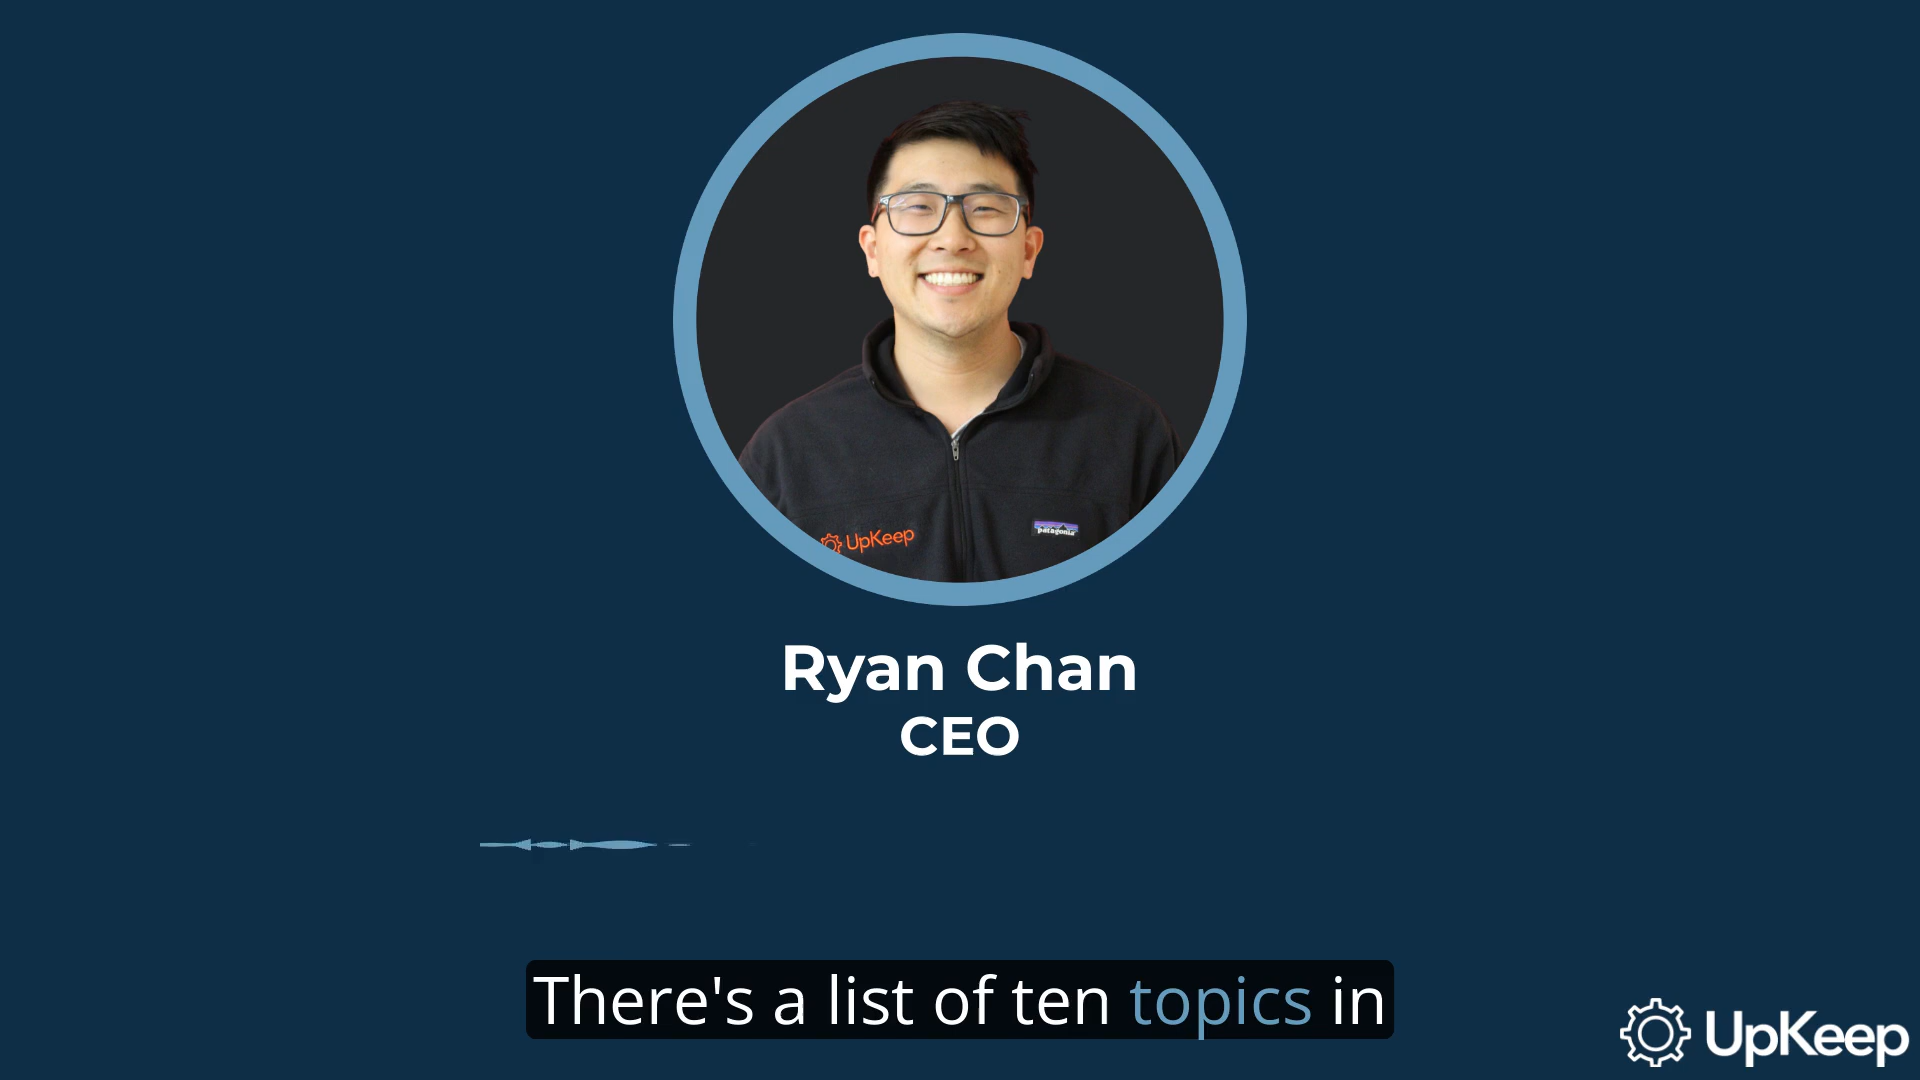 UpKeep
patagonia
Ryan Chan
CEO
There's a list of ten topics in
UpKeep